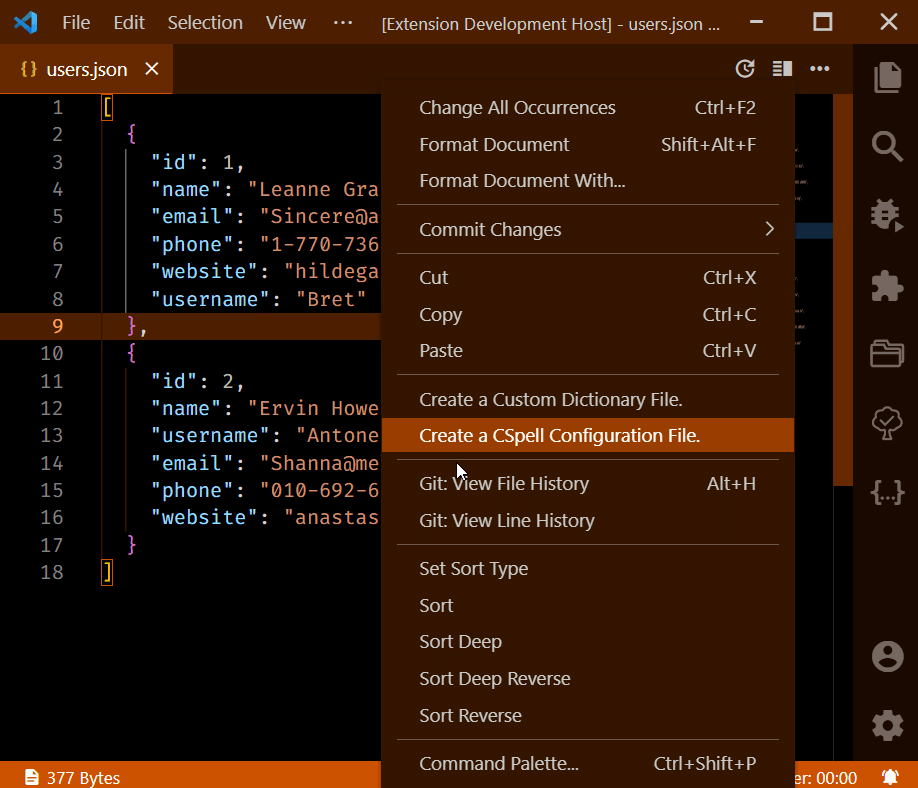 File Edit Selection View ··· [Extension Development Host] - users.json ...
{} users.json
1 [
2 {
3 "id": 1,
4 "name": "Leanne Gra
5 "email": "Sincere@a
6 "phone": "1-770-736
7 "website": "hildega
8 "username": "Bret"
9 },
10 {
11 "id": 2,
12 "name": "Ervin Howe
13 "username": "Antone
14 "email": "Shanna@me
15 "phone": "010-692-6
16 "website": "anastas
17 }
18 ]
Change All Occurrences Ctrl+F2
Format Document Shift+Alt+F
Format Document With...
Commit Changes
Cut Ctrl+X
Copy Ctrl+C
Paste Ctrl+V
Create a Custom Dictionary File.
Create a CSpell Configuration File.
Git: View File History Alt+H
Git: View Line History
Set Sort Type
Sort
Sort Deep
Sort Deep Reverse
Sort Reverse
Command Palette... Ctrl+Shift+P
377 Bytes er: 00:00